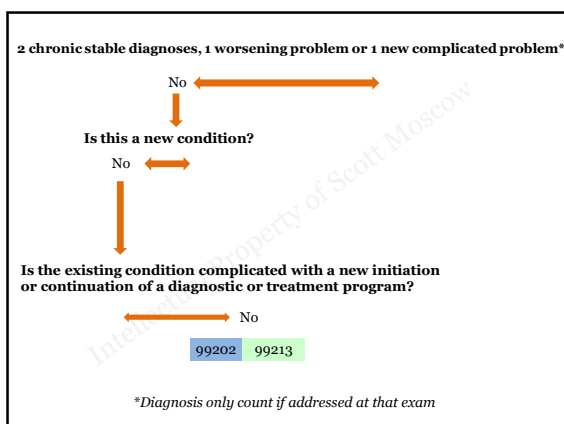 2 chronic stable diagnoses, 1 worsening problem or 1 new complicated problem*
No
Is this a new condition?
No
Is the existing condition complicated with a new initiation
or continuation of a diagnostic or treatment program?
No
99202 99213
*Diagnosis only count if addressed at that exam
Intellectual Property of Scott Moscow